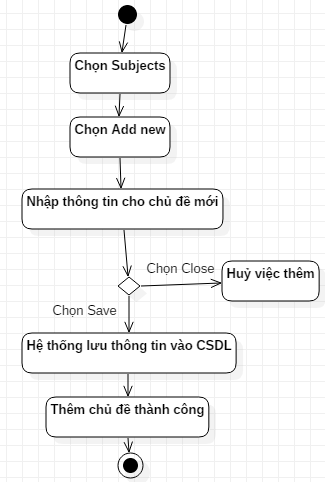 Chọn Subjects
Chọn Add new
Nhập thông tin cho chủ đề mới
Chọn Close
Huỷ việc thêm
Chọn Save
Hệ thống lưu thông tin vào CSDL
Thêm chủ đề thành công